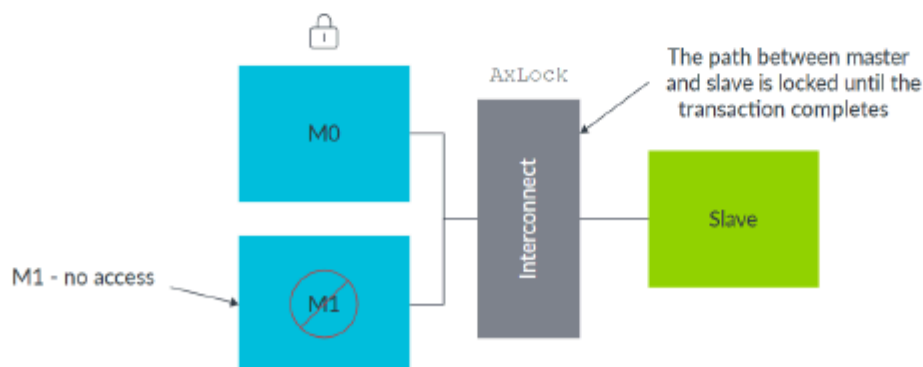 AxLock
The path between master
and slave is locked until the
transaction completes
M0
Interconnect
Slave
M1 - no access
M1